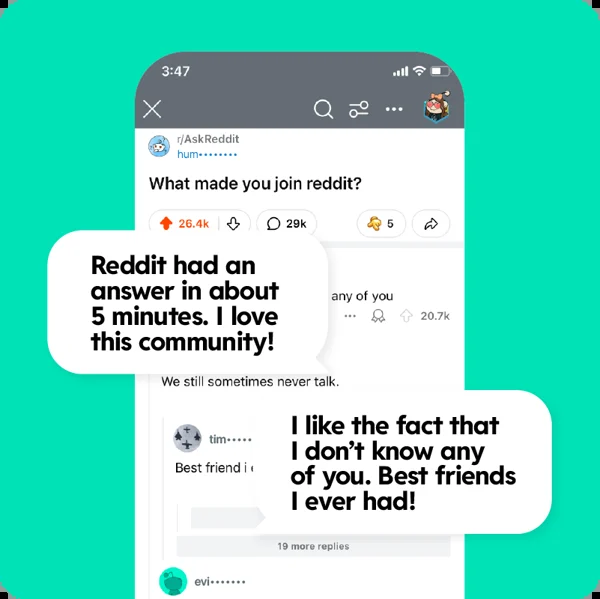 3:47
r/AskReddit
hum••••••••
What made you join reddit?
26.4k
29k
5
Reddit had an
answer in about
5 minutes. I love
this community!
any of you
20.7k
We still sometimes never talk.
I like the fact that
I don’t know any
of you. Best friends
I ever had!
tim•••••
Best friend i
19 more replies
evi•••••••